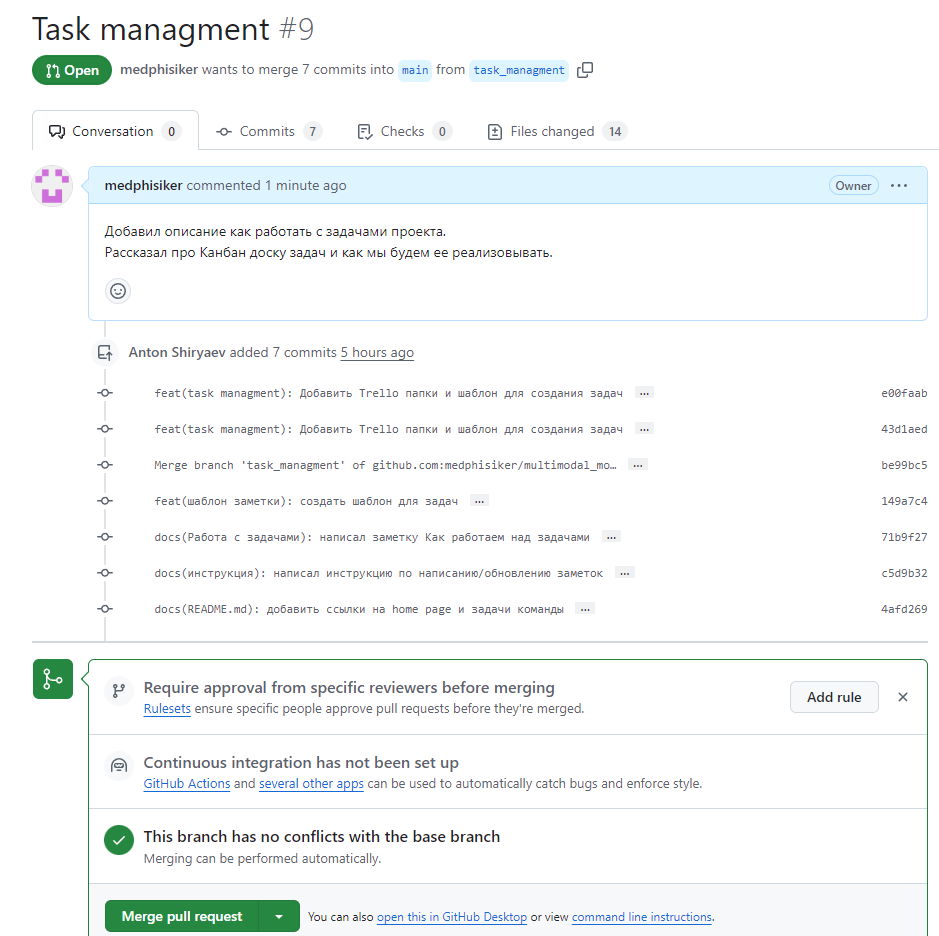 Task managment #9
Open medphisiker wants to merge 7 commits into main from task_managment
Conversation 0 Commits 7 Checks 0 Files changed 14
medphisiker commented 1 minute ago Owner ...
Добавил описание как работать с задачами проекта.
Рассказал про Канбан доску задач и как мы будем ее реализовывать.
Anton Shiryaev added 7 commits 5 hours ago
feat(task managment): Добавить Trello папки и шаблон для создания задач ... e00faab
feat(task managment): Добавить Trello папки и шаблон для создания задач ... 43d1aed
Merge branch 'task_managment' of github.com:medphisiker/multimodal_mo… ... be99bc5
feat(шаблон заметки): создать шаблон для задач ... 149a7c4
docs(Работа с задачами): написал заметку Как работаем над задачами ... 71b9f27
docs(инструкция): написал инструкцию по написанию/обновлению заметок ... c5d9b32
docs(README.md): добавить ссылки на home page и задачи команды ... 4afd269
Require approval from specific reviewers before merging
Rulesets ensure specific people approve pull requests before they're merged.
Add rule
Continuous integration has not been set up
GitHub Actions and several other apps can be used to automatically catch bugs and enforce style.
This branch has no conflicts with the base branch
Merging can be performed automatically.
Merge pull request You can also open this in GitHub Desktop or view command line instructions.